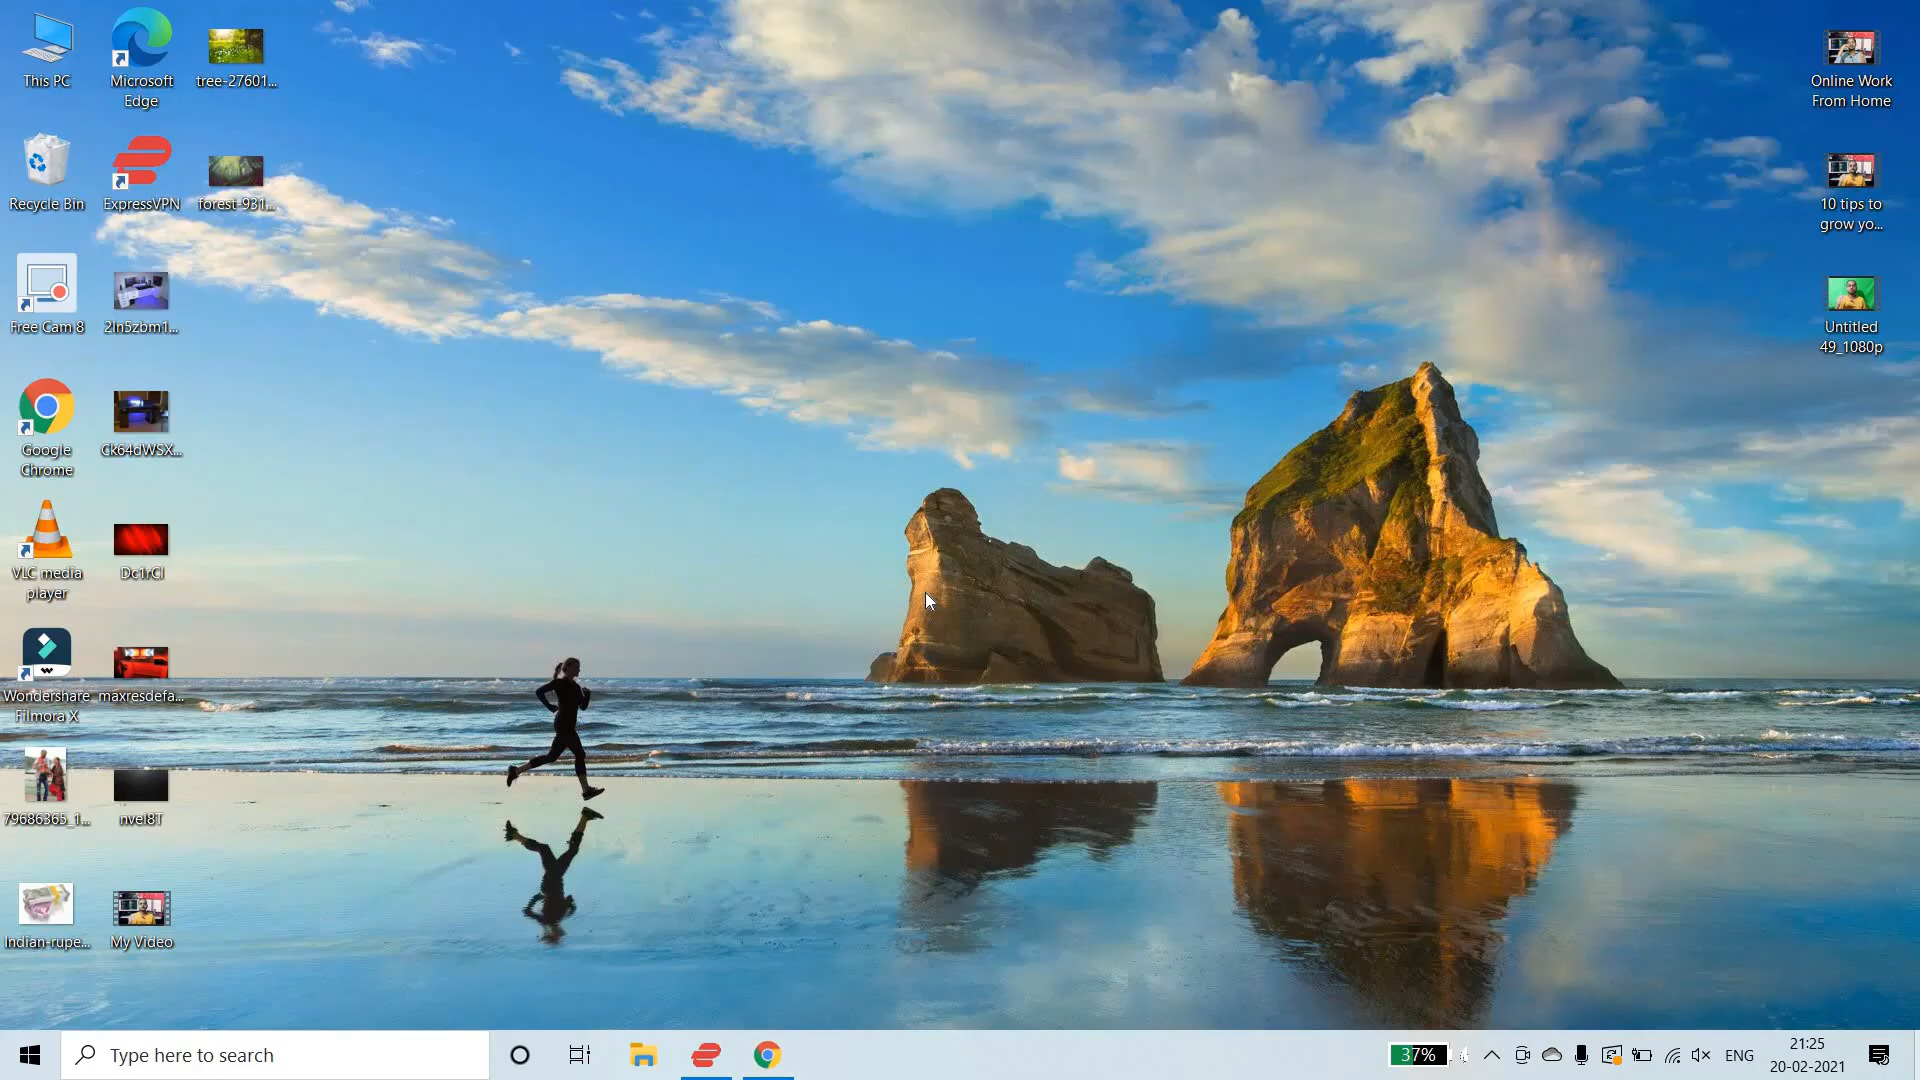 This PC
Microsoft
Edge
tree-27601...
Recycle Bin
ExpressVPN
forest-931...
Free Cam 8
2ln5zbm1...
Google
Chrome
Ck64dWSX...
VLC media
player
Dc1rCl
Wondershare
Filmora X
maxresdefa...
79686365_1...
nvel8T
Indian-rupe...
My Video
Online Work
From Home
10 tips to
grow yo...
Untitled
49_1080p
Type here to search
37%
ENG
21:25
20-02-2021